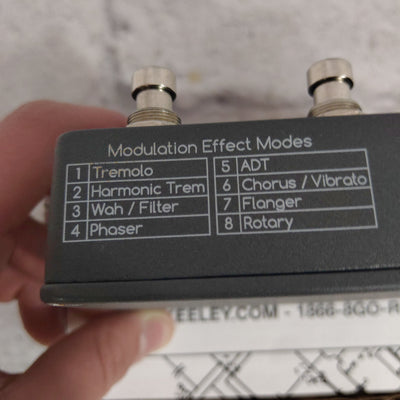 Modulation Effect Modes
1 Tremolo
2 Harmonic Trem
3 Wah / Filter
4 Phaser
5 ADT
6 Chorus / Vibrato
7 Flanger
8 Rotary
KEELEY.COM - 1866-8GO-R